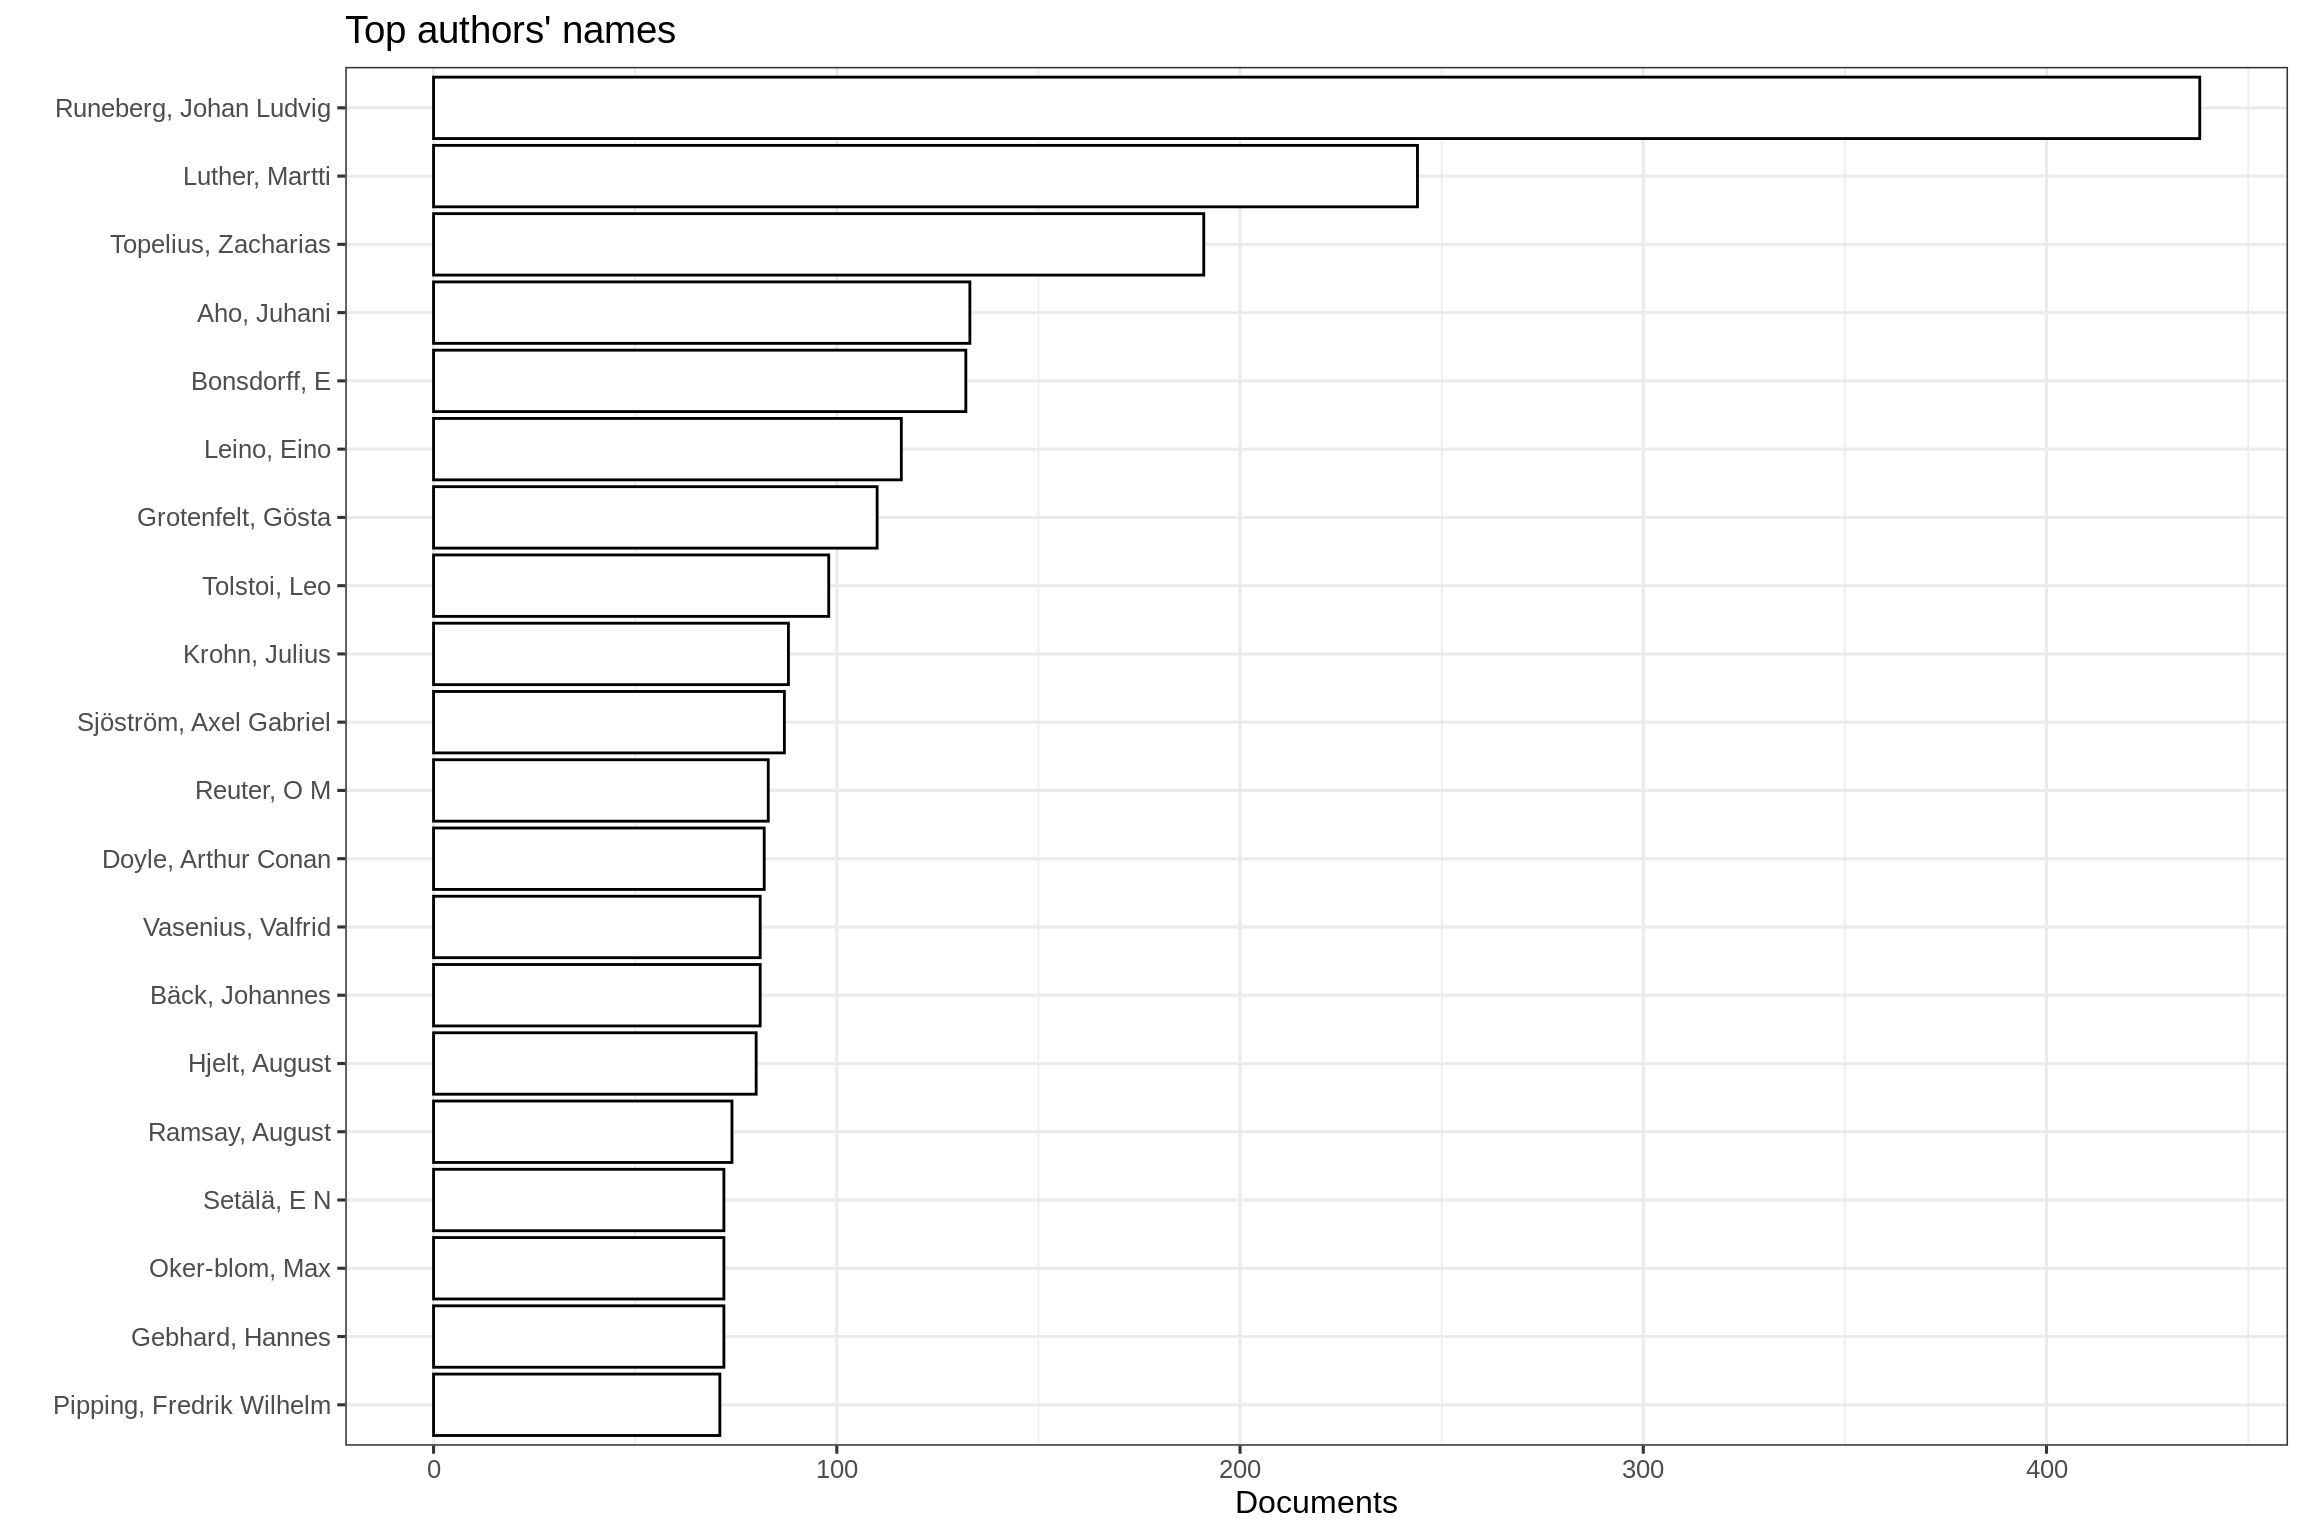 Top authors' names
Runeberg, Johan Ludvig
Luther, Martti
Topelius, Zacharias
Aho, Juhani
Bonsdorff, E
Leino, Eino
Grotenfelt, Gösta
Tolstoi, Leo
Krohn, Julius
Sjöström, Axel Gabriel
Reuter, O M
Doyle, Arthur Conan
Vasenius, Valfrid
Bäck, Johannes
Hjelt, August
Ramsay, August
Setälä, E N
Oker-blom, Max
Gebhard, Hannes
Pipping, Fredrik Wilhelm
0 100 200 300 400
Documents